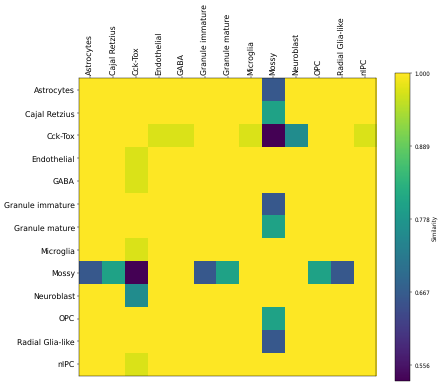 Astrocytes
Cajal Retzius
Cck-Tox
Endothelial
GABA
Granule immature
Granule mature
Microglia
Mossy
Neuroblast
OPC
Radial Glia-like
nIPC
Astrocytes
Cajal Retzius
Cck-Tox
Endothelial
GABA
Granule immature
Granule mature
Microglia
Mossy
Neuroblast
OPC
Radial Glia-like
nIPC
1.000
0.889
0.778
0.667
0.556
Similarity